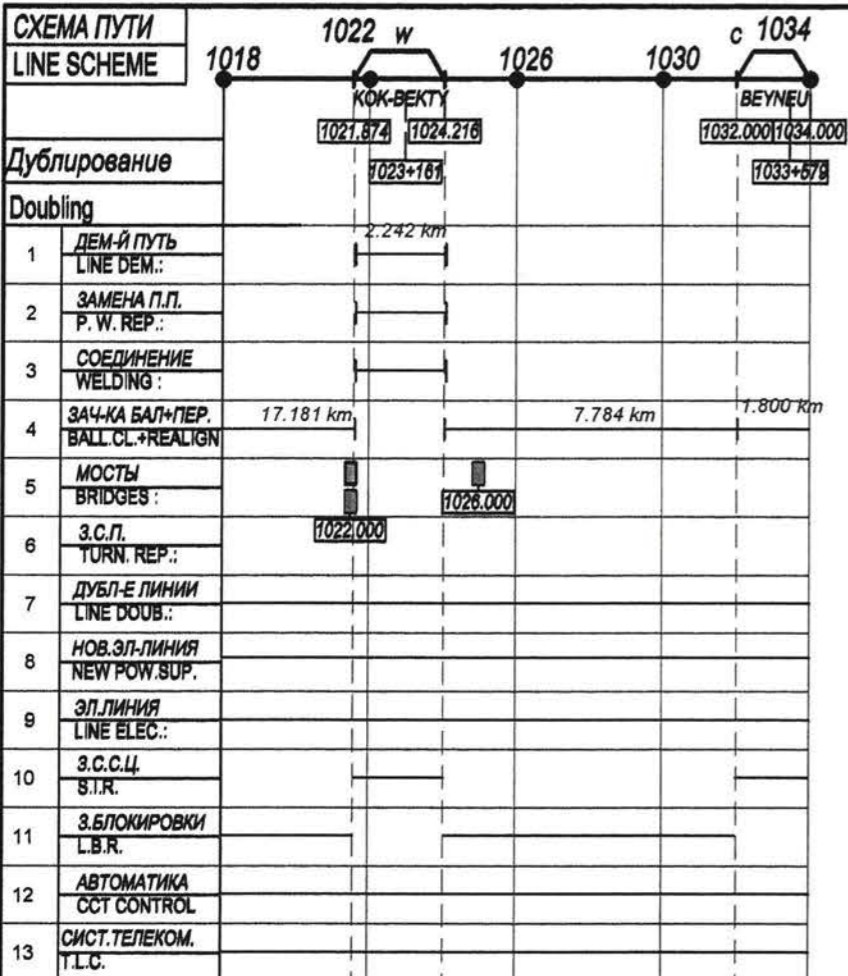 СХЕМА ПУТИ
LINE SCHEME
1018
1022
W
1026
1030
C
1034
KOK-BEKTY
BEYNEU
1021.874
1024.216
1032.000
1034.000
1023+161
1033+579
Дублирование
Doubling
2.242 km
1
ДЕМ-Й ПУТЬ
LINE DEM.:
2
ЗАМЕНА П.П.
P. W. REP.:
3
СОЕДИНЕНИЕ
WELDING :
4
ЗАЧ-КА БАЛ+ПЕР.
BALL.CL.+REALIGN
17.181 km
7.784 km
1.800 km
5
МОСТЫ
BRIDGES :
1026.000
1022.000
6
З.С.П.
TURN. REP.:
7
ДУБЛ-Е ЛИНИИ
LINE DOUB.:
8
НОВ.ЭЛ-ЛИНИЯ
NEW POW.SUP.
9
ЭЛ.ЛИНИЯ
LINE ELEC.:
10
З.С.С.Ц.
S.I.R.
11
З.БЛОКИРОВКИ
L.B.R.
12
АВТОМАТИКА
CCT CONTROL
13
СИСТ.ТЕЛЕКОМ.
T.L.C.